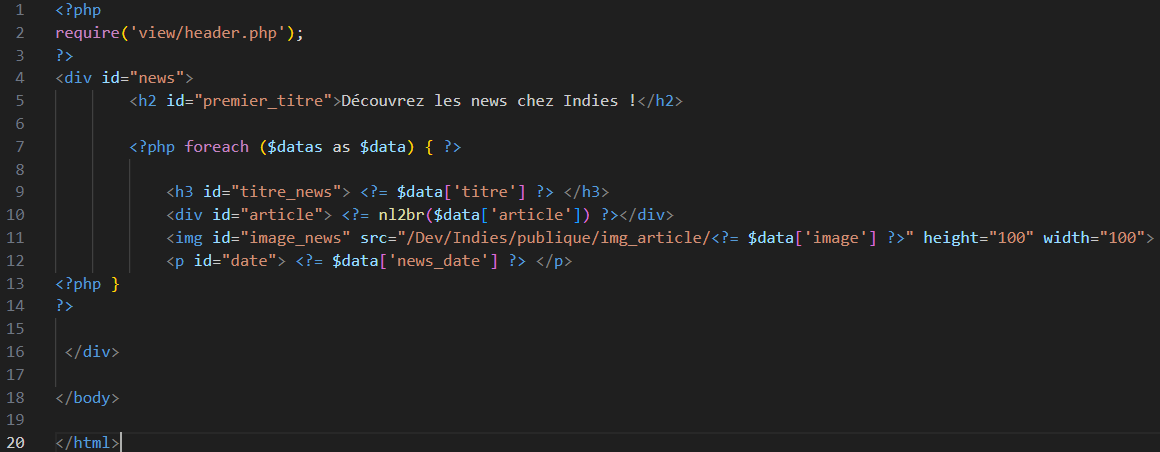 1 <?php
2 require('view/header.php');
3 ?>
4 <div id="news">
5 <h2 id="premier_titre">Découvrez les news chez Indies !</h2>
6
7 <?php foreach ($datas as $data) { ?>
8
9 <h3 id="titre_news"> <?= $data['titre'] ?> </h3>
10 <div id="article"> <?= nl2br($data['article']) ?></div>
11 <img id="image_news" src="/Dev/Indies/publique/img_article/<?= $data['image'] ?>" height="100" width="100">
12 <p id="date"> <?= $data['news_date'] ?> </p>
13 <?php }
14 ?>
15
16 </div>
17
18 </body>
19
20 </html>